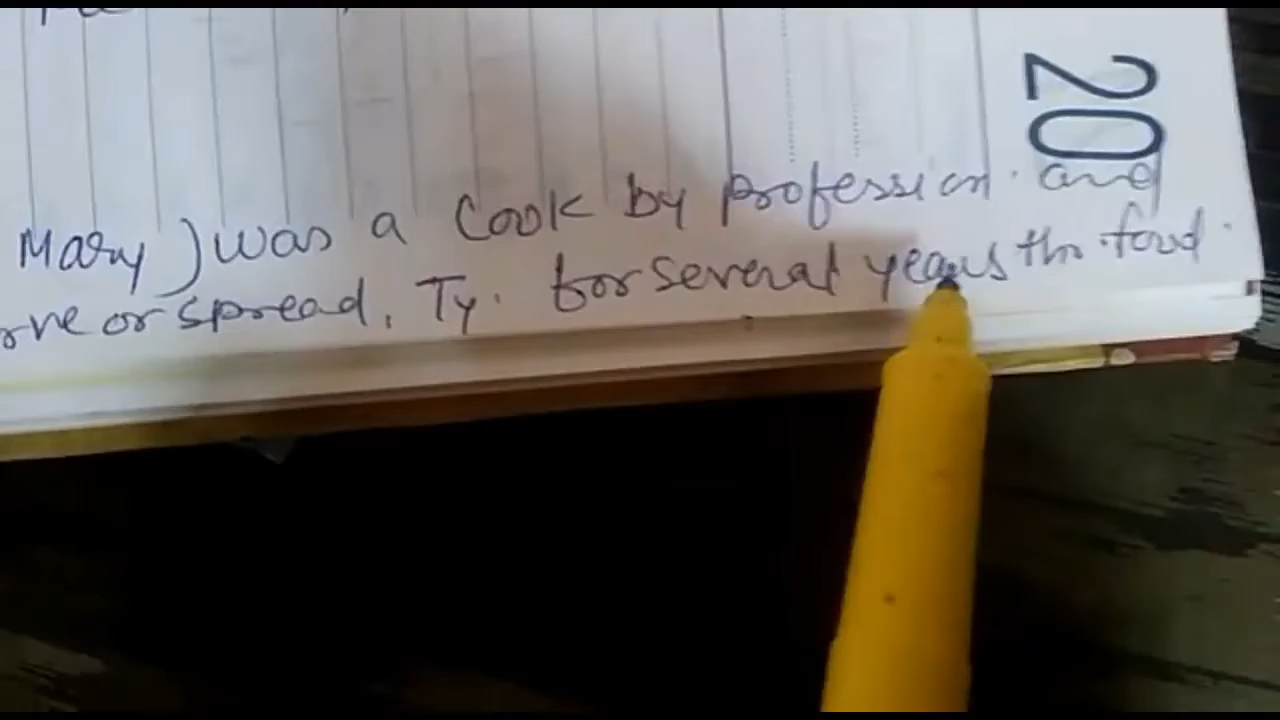 20
Mary) was a Cook by profession. and
or spread. Ty. for several years the food.